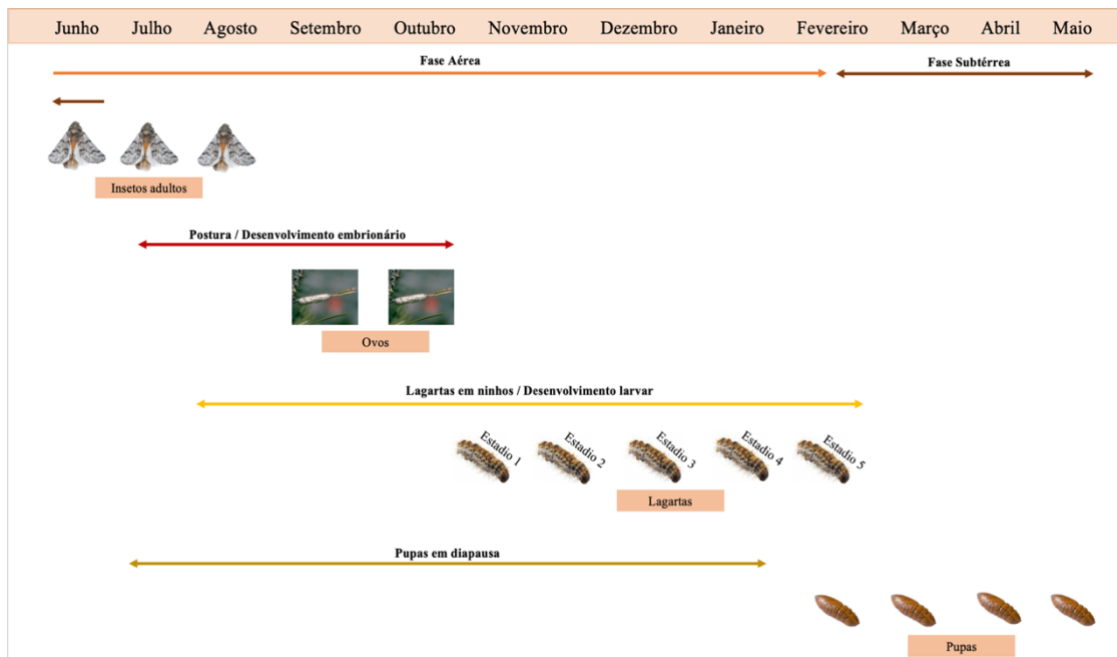 Junho Julho Agosto Setembro Outubro Novembro Dezembro Janeiro Fevereiro Março Abril Maio
Fase Aérea
Fase Subtérrea
Insetos adultos
Postura / Desenvolvimento embrionário
Ovos
Lagartas em ninhos / Desenvolvimento larvar
Estadio 1
Estadio 2
Estadio 3
Estadio 4
Estadio 5
Lagartas
Pupas em diapausa
Pupas